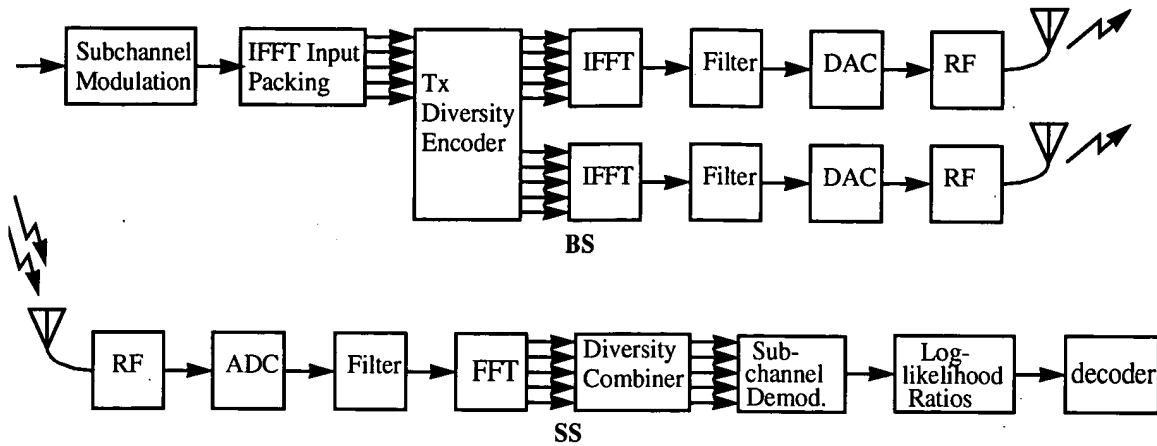 Subchannel
Modulation
IFFT Input
Packing
Tx
Diversity
Encoder
IFFT
Filter
DAC
RF
IFFT
Filter
DAC
RF
BS
RF
ADC
Filter
FFT
Diversity
Combiner
Sub-
channel
Demod.
Log-
likelihood
Ratios
decoder
SS